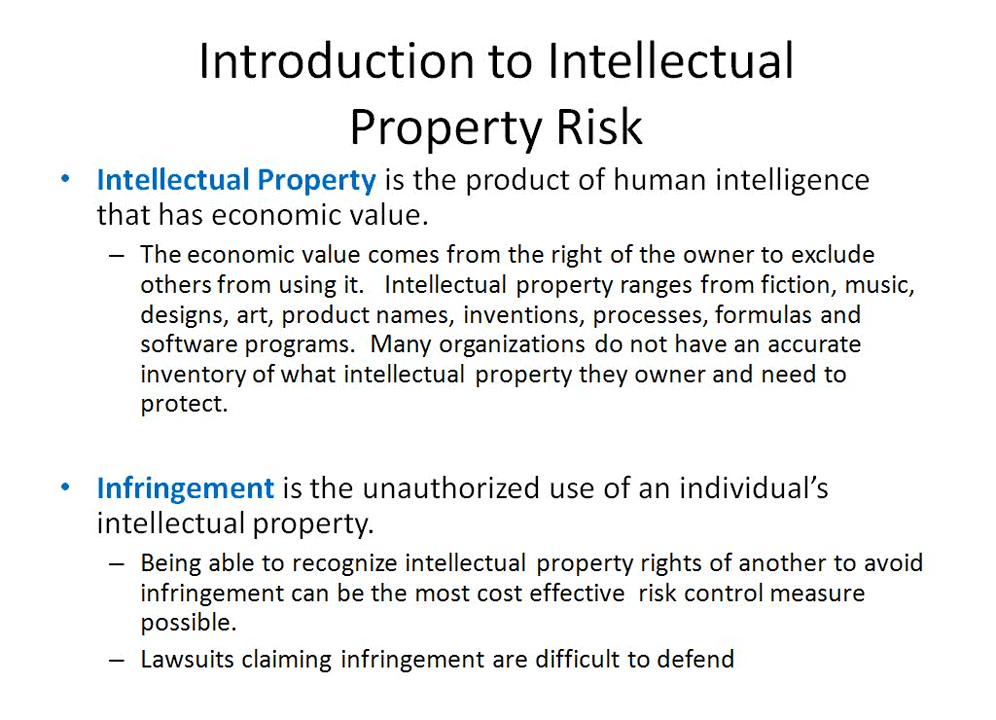 Introduction to Intellectual
Property Risk
• Intellectual Property is the product of human intelligence
that has economic value.
– The economic value comes from the right of the owner to exclude
others from using it.   Intellectual property ranges from fiction, music,
designs, art, product names, inventions, processes, formulas and
software programs.  Many organizations do not have an accurate
inventory of what intellectual property they owner and need to
protect.
• Infringement is the unauthorized use of an individual’s
intellectual property.
– Being able to recognize intellectual property rights of another to avoid
infringement can be the most cost effective  risk control measure
possible.
– Lawsuits claiming infringement are difficult to defend